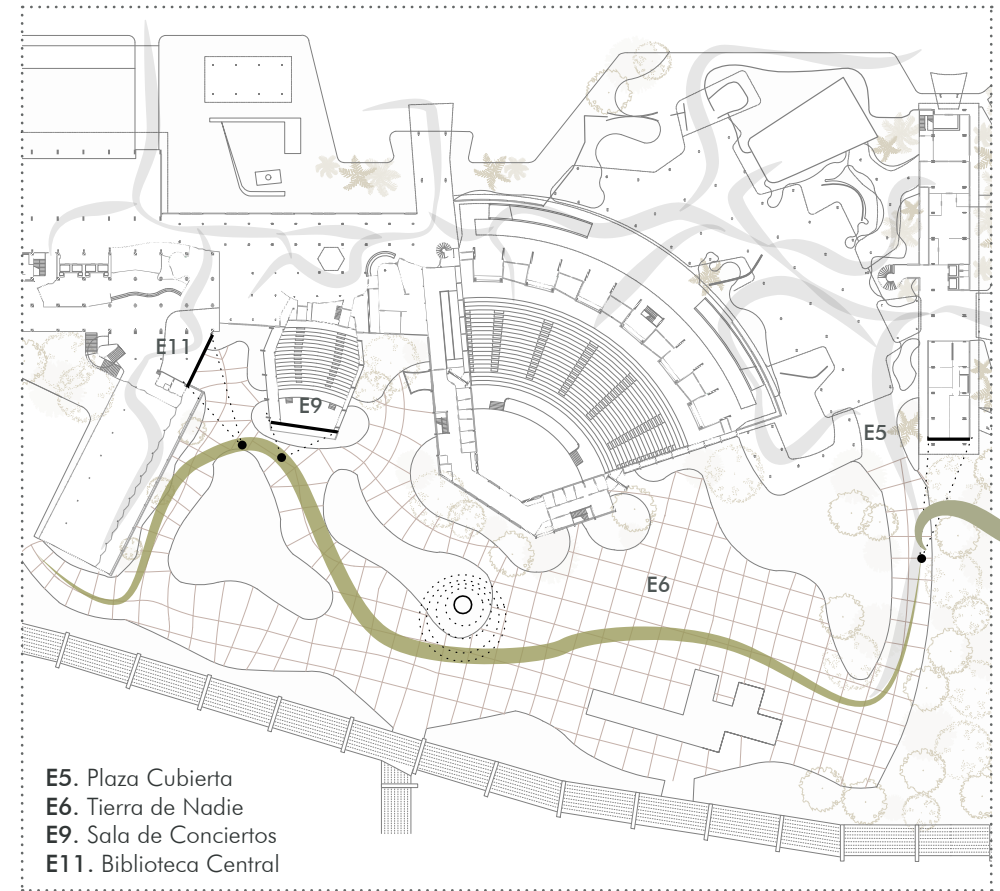 E11
E9
E5
E6
E5. Plaza Cubierta
E6. Tierra de Nadie
E9. Sala de Conciertos
E11. Biblioteca Central